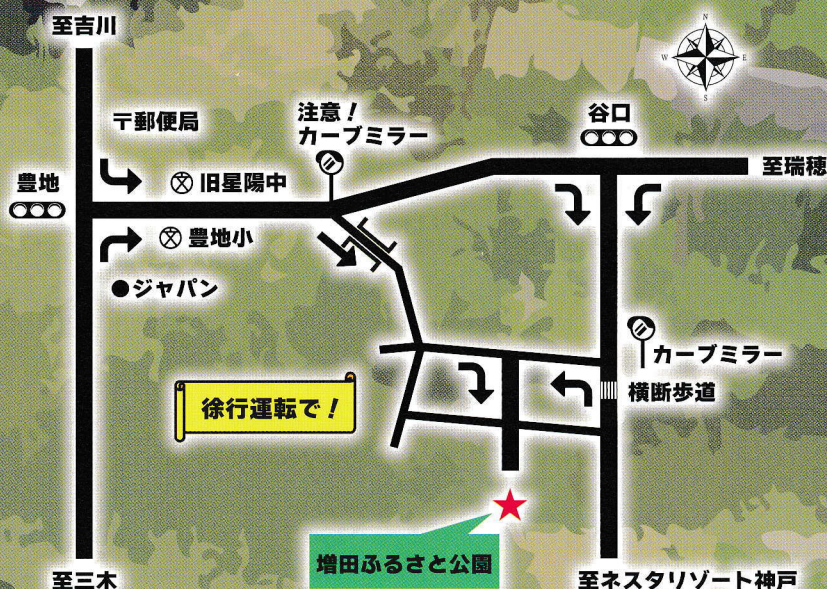 至吉川
N
W
E
S
〒郵便局
注意！
カーブミラー
谷口
豊地
文 旧星陽中
至瑞穂
文 豊地小
●ジャパン
カーブミラー
徐行運転で！
横断歩道
増田ふるさと公園
至三木
至ネスタリゾート神戸